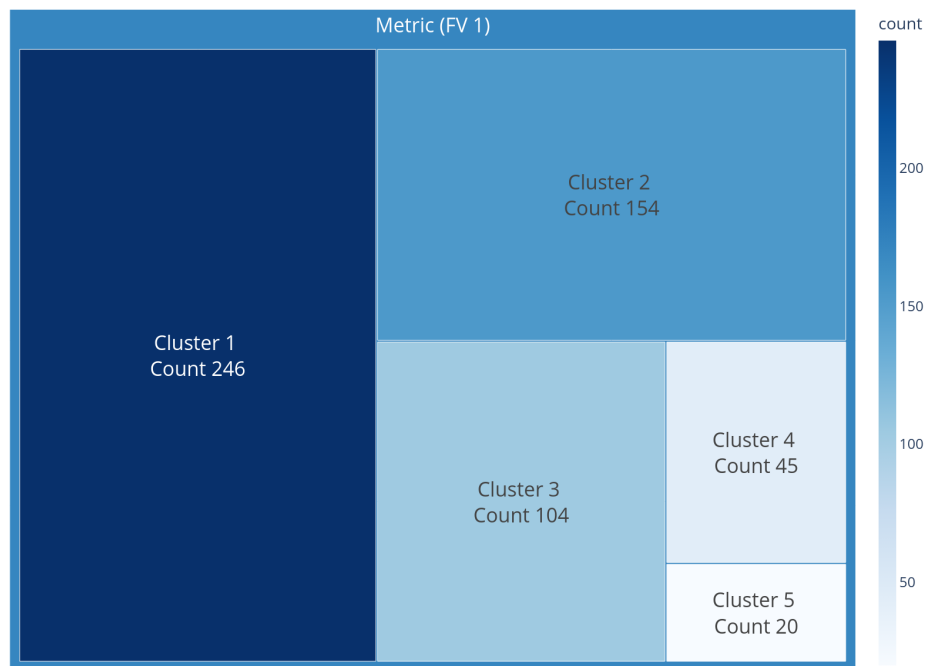 Metric (FV 1)
count
Cluster 1
Count 246
Cluster 2
Count 154
Cluster 3
Count 104
Cluster 4
Count 45
Cluster 5
Count 20
200
150
100
50